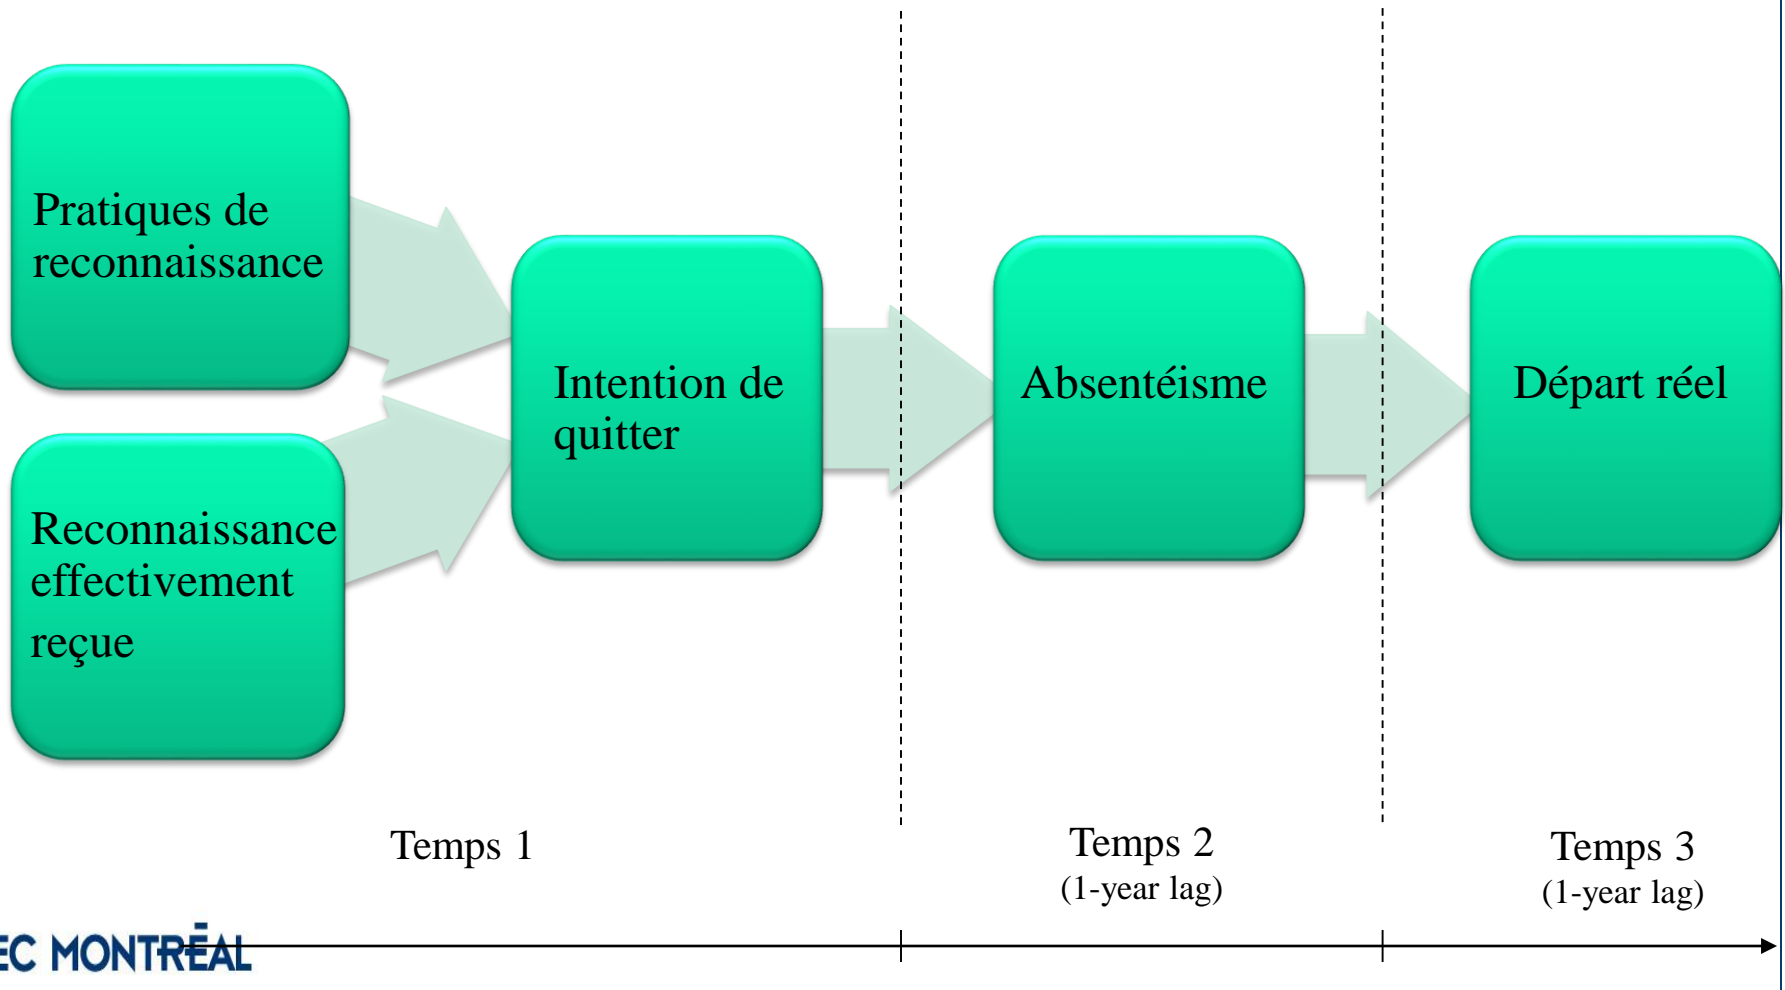 Pratiques de
reconnaissance
Reconnaissance
effectivement
reçue
Intention de
quitter
Absentéisme
Départ réel
Temps 1
Temps 2
(1-year lag)
Temps 3
(1-year lag)
EC MONTRÉAL